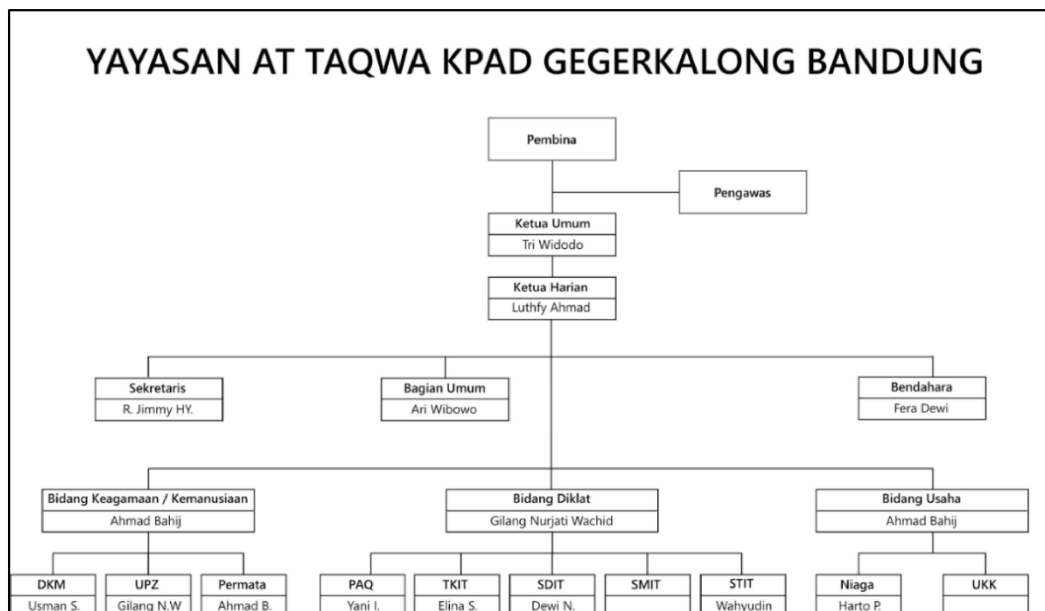 YAYASAN AT TAQWA KPAD GEGERKALONG BANDUNG
Pembina
Pengawas
Ketua Umum
Tri Widodo
Ketua Harian
Luthfy Ahmad
Sekretaris
R. Jimmy HY.
Bagian Umum
Ari Wibowo
Bendahara
Fera Dewi
Bidang Keagamaan / Kemanusiaan
Ahmad Bahij
Bidang Diklat
Gilang Nurjati Wachid
Bidang Usaha
Ahmad Bahij
DKM
Usman S.
UPZ
Gilang N.W
Permata
Ahmad B.
PAQ
Yani I.
TKIT
Elina S.
SDIT
Dewi N.
SMIT
STIT
Wahyudin
Niaga
Harto P.
UKK